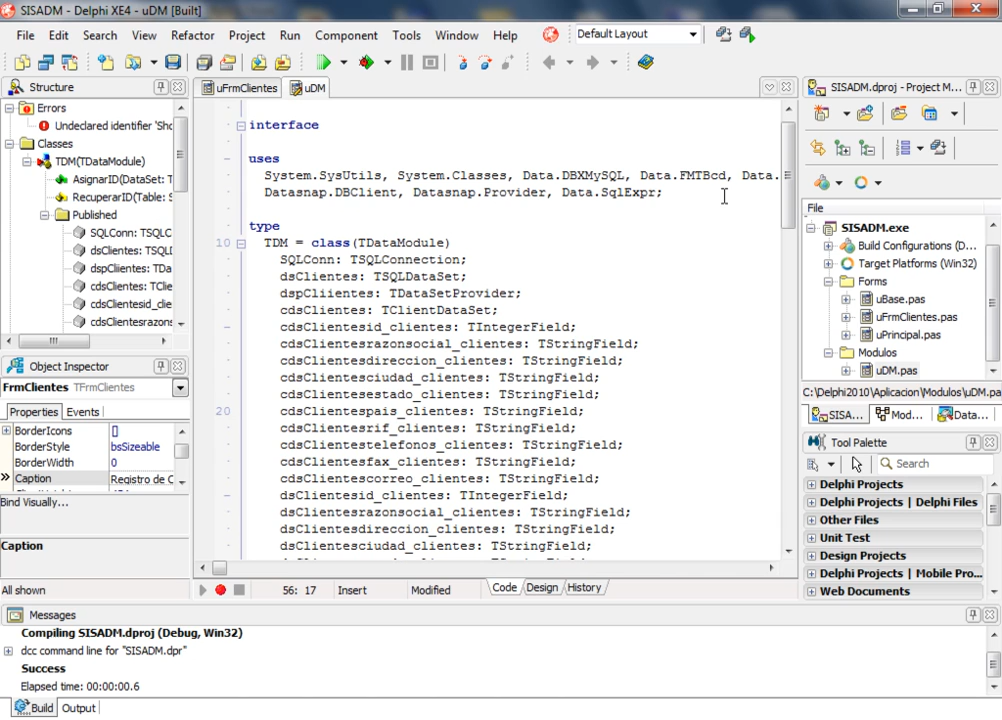 SISADM - Delphi XE4 - uDM [Built]
File Edit Search View Refactor Project Run Component Tools Window Help Default Layout
Structure
Errors
Undeclared identifier 'Sho
Classes
TDM(TDataModule)
AsignarID(DataSet: T
RecuperarID(Table: S
Published
SQLConn: TSQLC
dsClientes: TSQLI
dspCliientes: TDa
cdsClientes: TClie
cdsClientesid_clie
cdsClientesrazons
Object Inspector
FrmClientes TFrmClientes
Properties Events
BorderIcons []
BorderStyle bsSizeable
BorderWidth 0
Caption Registro de C
Bind Visually...
Caption
All shown
uFrmClientes uDM
interface
uses
System.SysUtils, System.Classes, Data.DBXMySQL, Data.FMTBcd, Data.
Datasnap.DBClient, Datasnap.Provider, Data.SqlExpr;
type
10 TDM = class(TDataModule)
SQLConn: TSQLConnection;
dsClientes: TSQLDataSet;
dspCliientes: TDataSetProvider;
cdsClientes: TClientDataSet;
cdsClientesid_clientes: TIntegerField;
cdsClientesrazonsocial_clientes: TStringField;
cdsClientesdireccion_clientes: TStringField;
cdsClientesciudad_clientes: TStringField;
cdsClientesestado_clientes: TStringField;
20 cdsClientespais_clientes: TStringField;
cdsClientesrif_clientes: TStringField;
cdsClientestelefonos_clientes: TStringField;
cdsClientesfax_clientes: TStringField;
cdsClientescorreo_clientes: TStringField;
dsClientesid_clientes: TIntegerField;
dsClientesrazonsocial_clientes: TStringField;
dsClientesdireccion_clientes: TStringField;
dsClientesciudad_clientes: TStringField;
56: 17 Insert Modified Code Design History
SISADM.dproj - Project M...
File
SISADM.exe
Build Configurations (D...
Target Platforms (Win32)
Forms
uBase.pas
uFrmClientes.pas
uPrincipal.pas
Modulos
uDM.pas
C:\Delphi2010\Aplicacion\Modulos\uDM.pa
SISA... Mod... Data...
Tool Palette
Search
Delphi Projects
Delphi Projects | Delphi Files
Other Files
Unit Test
Design Projects
Delphi Projects | Mobile Pro...
Web Documents
Messages
Compiling SISADM.dproj (Debug, Win32)
dcc command line for "SISADM.dpr"
Success
Elapsed time: 00:00:00.6
Build Output